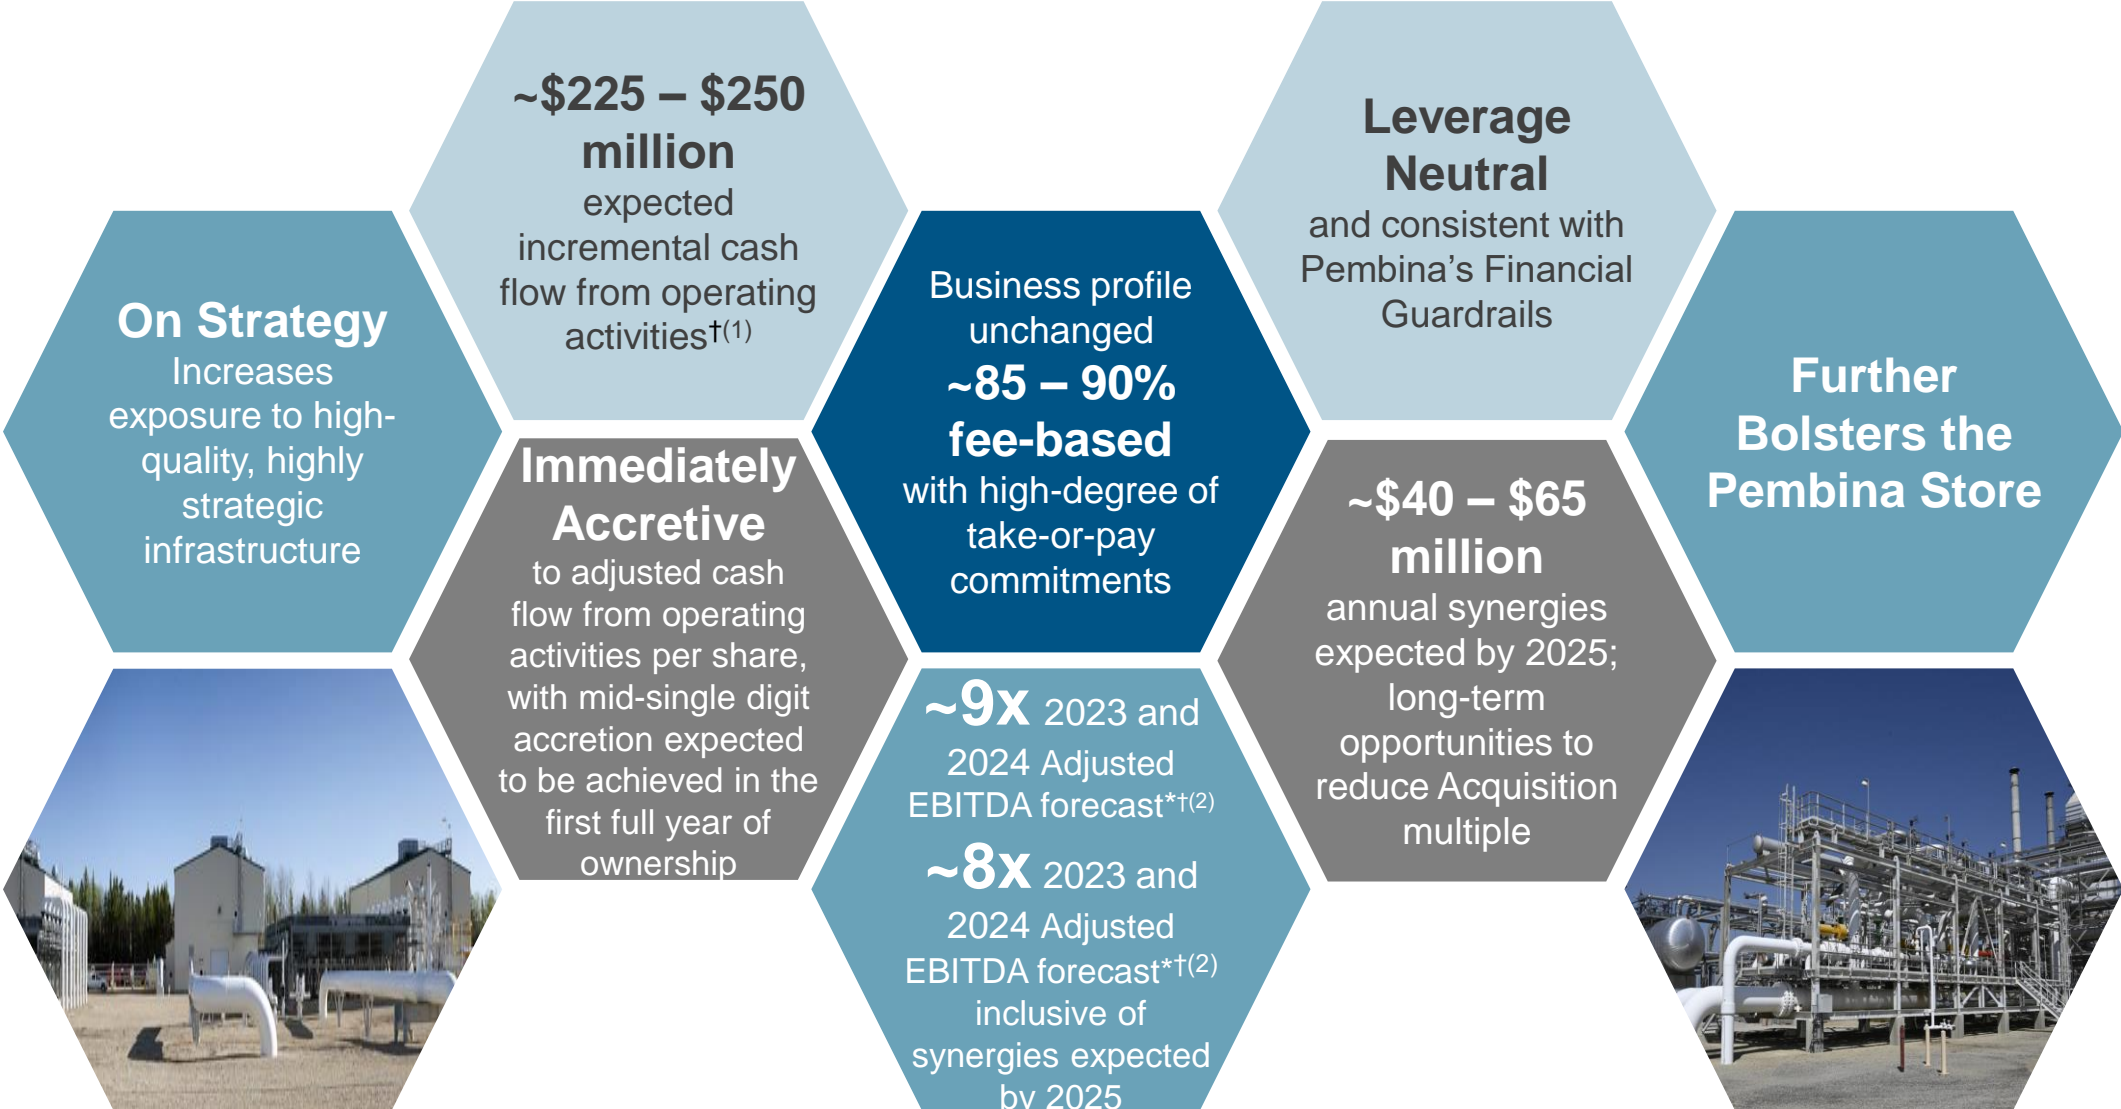 On Strategy
Increases
exposure to high-
quality, highly
strategic
infrastructure
~$225 – $250
million
expected
incremental cash
flow from operating
activities†(1)
Immediately
Accretive
to adjusted cash
flow from operating
activities per share,
with mid-single digit
accretion expected
to be achieved in the
first full year of
ownership
Business profile
unchanged
~85 – 90%
fee-based
with high-degree of
take-or-pay
commitments
~9x 2023 and
2024 Adjusted
EBITDA forecast*†(2)
~8x 2023 and
2024 Adjusted
EBITDA forecast*†(2)
inclusive of
synergies expected
by 2025
Leverage
Neutral
and consistent with
Pembina’s Financial
Guardrails
~$40 – $65
million
annual synergies
expected by 2025;
long-term
opportunities to
reduce Acquisition
multiple
Further
Bolsters the
Pembina Store